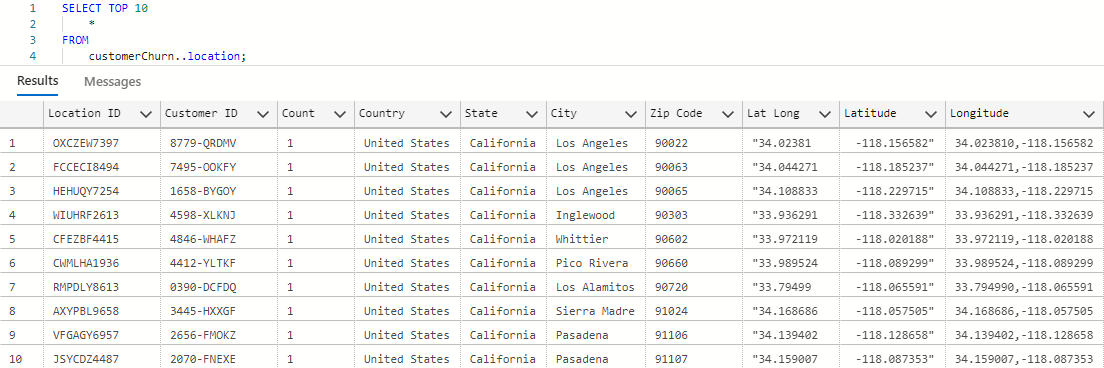 1 SELECT TOP 10
2 *
3 FROM
4 customerChurn..location;
Results Messages
Location ID Customer ID Count Country State City Zip Code Lat Long Latitude Longitude
1 OXCZEW7397 8779-QRDMV 1 United States California Los Angeles 90022 "34.02381 -118.156582" 34.023810,-118.156582
2 FCCECI8494 7495-OOKFY 1 United States California Los Angeles 90063 "34.044271 -118.185237" 34.044271,-118.185237
3 HEHUQY7254 1658-BYGOY 1 United States California Los Angeles 90065 "34.108833 -118.229715" 34.108833,-118.229715
4 WIUHRF2613 4598-XLKNJ 1 United States California Inglewood 90303 "33.936291 -118.332639" 33.936291,-118.332639
5 CFEZBF4415 4846-WHAFZ 1 United States California Whittier 90602 "33.972119 -118.020188" 33.972119,-118.020188
6 CWMLHA1936 4412-YLTKF 1 United States California Pico Rivera 90660 "33.989524 -118.089299" 33.989524,-118.089299
7 RMPDLY8613 0390-DCFDQ 1 United States California Los Alamitos 90720 "33.79499 -118.065591" 33.794990,-118.065591
8 AXYPBL9658 3445-HXXGF 1 United States California Sierra Madre 91024 "34.168686 -118.057505" 34.168686,-118.057505
9 VFGAGY6957 2656-FMOKZ 1 United States California Pasadena 91106 "34.139402 -118.128658" 34.139402,-118.128658
10 JSYCDZ4487 2070-FNEXE 1 United States California Pasadena 91107 "34.159007 -118.087353" 34.159007,-118.087353